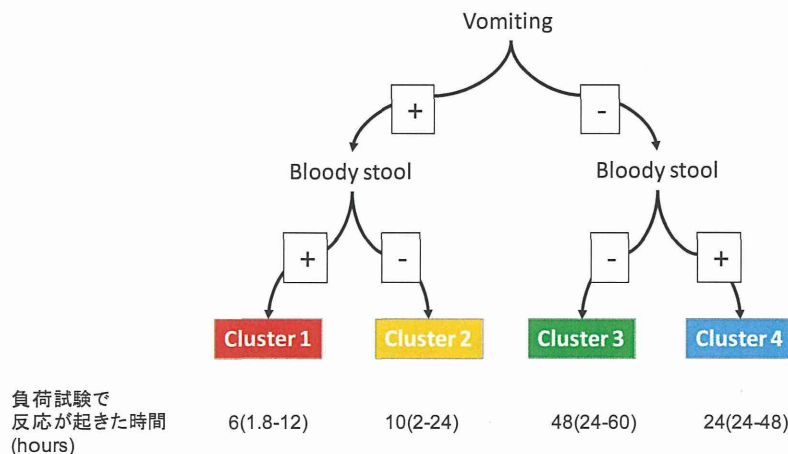 Vomiting
+ -
Bloody stool Bloody stool
+ - - +
Cluster 1 Cluster 2 Cluster 3 Cluster 4
負荷試験で
反応が起きた時間 6(1.8-12) 10(2-24) 48(24-60) 24(24-48)
(hours)